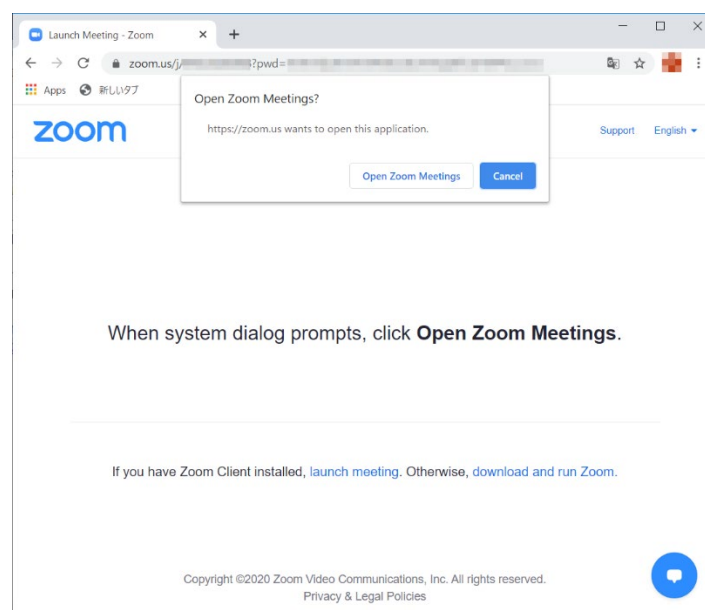 Launch Meeting - Zoom
zoom.us/j/ ?pwd=
Apps 新しいタブ
Open Zoom Meetings?
https://zoom.us wants to open this application.
Open Zoom Meetings Cancel
zoom
Support English
When system dialog prompts, click Open Zoom Meetings.
If you have Zoom Client installed, launch meeting. Otherwise, download and run Zoom.
Copyright ©2020 Zoom Video Communications, Inc. All rights reserved.
Privacy & Legal Policies